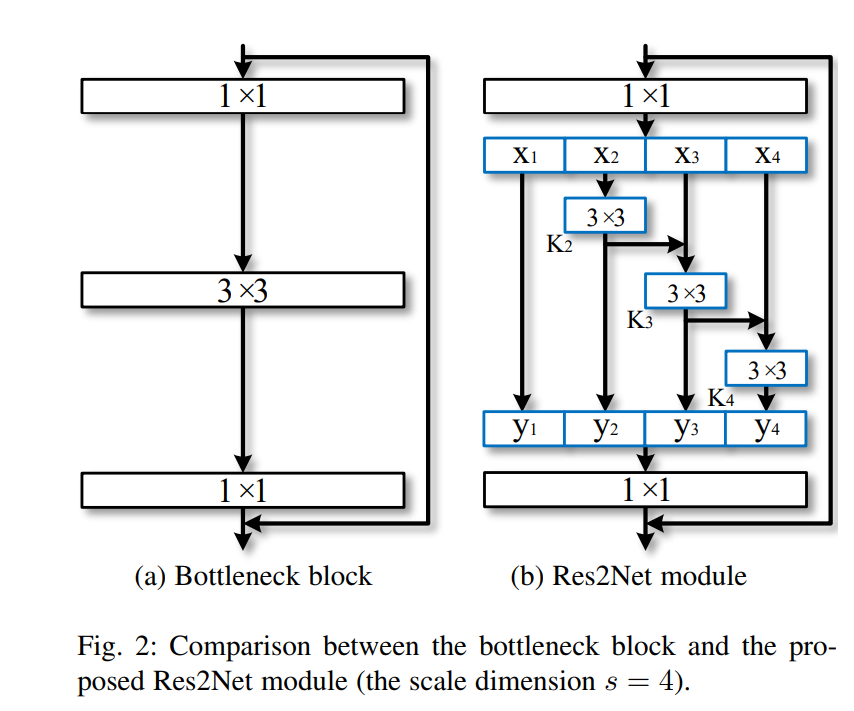 1×1
3×3
1×1
(a) Bottleneck block
1×1
x1 x2 x3 x4
3×3
K2
3×3
K3
3×3
K4
y1 y2 y3 y4
1×1
(b) Res2Net module
Fig. 2: Comparison between the bottleneck block and the pro-
posed Res2Net module (the scale dimension s = 4).